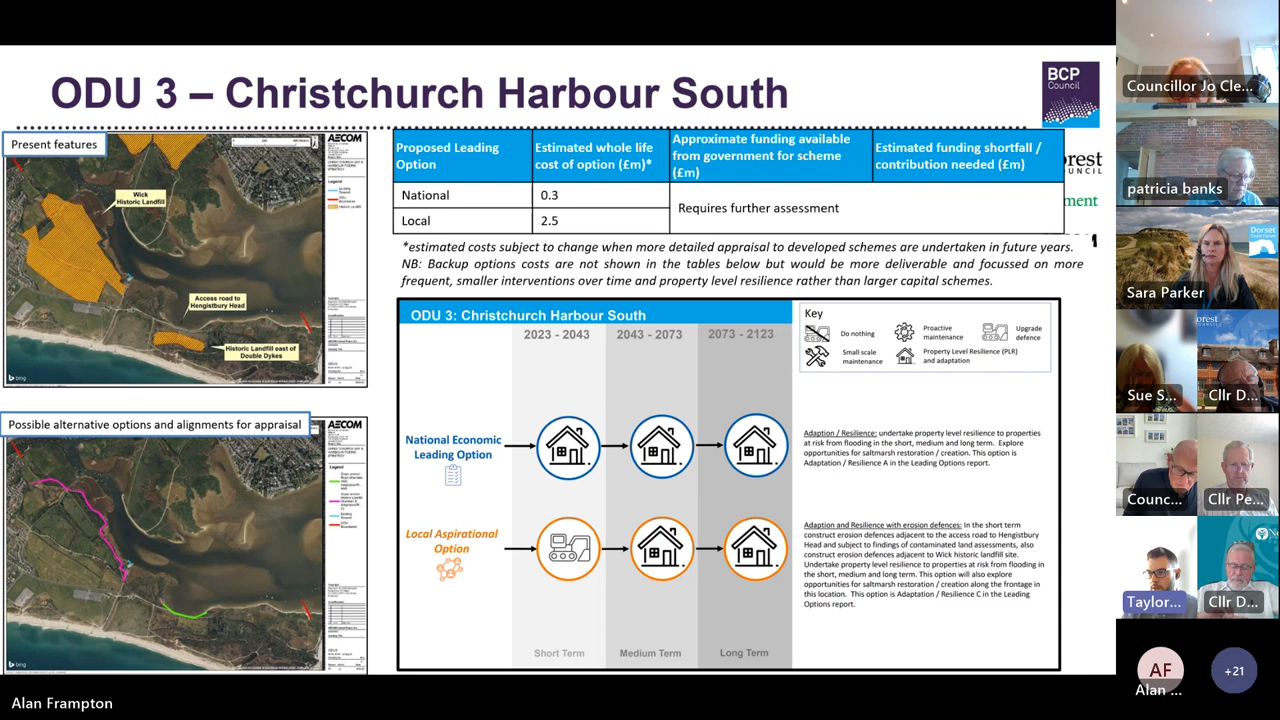 ODU 3 – Christchurch Harbour South
BCP
Council
Present features
AECOM
Legend
Wick
Historic Landfill
Access road to
Hengistbury Head
Historic Landfill east of
Double Dykes
bing
Possible alternative options and alignments for appraisal
AECOM
Legend
bing
Proposed Leading
Option
Estimated whole life
cost of option (£m)*
Approximate funding available
from government for scheme
(£m)
Estimated funding shortfall /
contribution needed (£m)
National
0.3
Requires further assessment
Local
2.5
*estimated costs subject to change when more detailed appraisal to developed schemes are undertaken in future years.
NB: Backup options costs are not shown in the tables below but would be more deliverable and focussed on more
frequent, smaller interventions over time and property level resilience rather than larger capital schemes.
ODU 3: Christchurch Harbour South
2023 - 2043
2043 - 2073
2073 - 2123
Key
Do nothing
Proactive
maintenance
Upgrade
defence
Small scale
maintenance
Property Level Resilience (PLR)
and adaptation
National Economic
Leading Option
Adaption / Resilience: undertake property level resilience to properties
at risk from flooding in the short, medium and long term. Explore
opportunities for saltmarsh restoration / creation. This option is
Adaptation / Resilience A in the Leading Options report.
Local Aspirational
Option
Adaption and Resilience with erosion defences: In the short term
construct erosion defences adjacent to the access road to Hengistbury
Head and subject to findings of contaminated land assessments, also
construct erosion defences adjacent to Wick historic landfill site.
Undertake property level resilience to properties at risk from flooding in
the short, medium and long term. This option will also explore
opportunities for saltmarsh restoration / creation along the frontage in
this location. This option is Adaptation / Resilience C in the Leading
Options report.
Short Term
Medium Term
Long Term
Councillor Jo Cle...
patricia banks
Dorset
Sara Parker
Sue S...
Cllr D...
Counc...
Cllr Pe...
Taylor...
Cllr D...
AF
Alan ...
+21
Alan Frampton